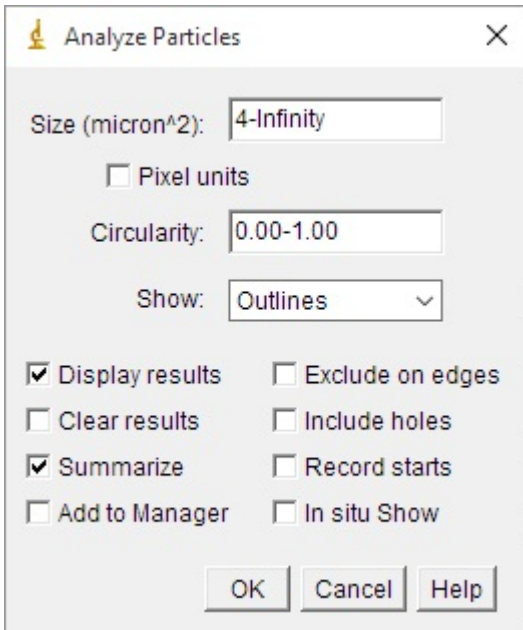 Analyze Particles
Size (micron^2): 4-Infinity
Pixel units
Circularity: 0.00-1.00
Show: Outlines
Display results Exclude on edges
Clear results Include holes
Summarize Record starts
Add to Manager In situ Show
OK Cancel Help